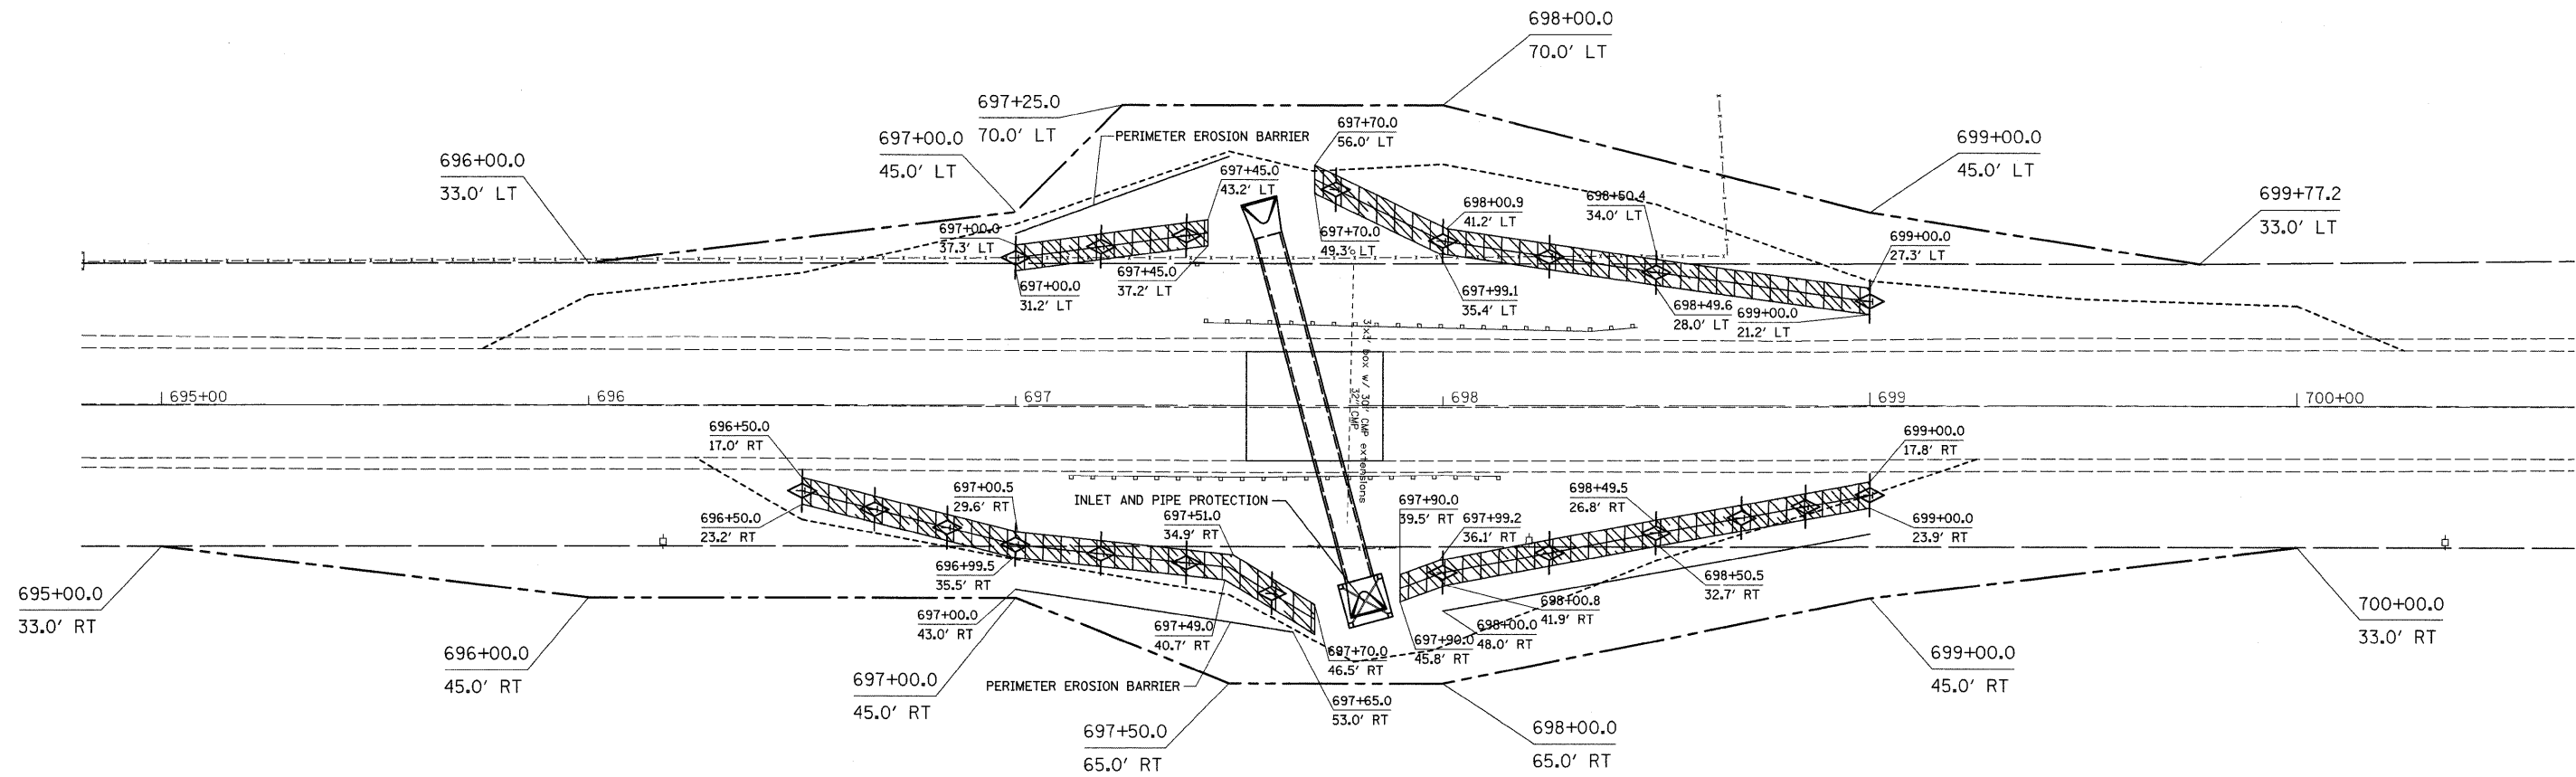 698+00.0
70.0' LT
697+25.0
70.0' LT
697+00.0
45.0' LT
696+00.0
33.0' LT
PERIMETER EROSION BARRIER
697+70.0
56.0' LT
699+00.0
45.0' LT
699+77.2
33.0' LT
697+45.0
43.2' LT
697+00.0
37.3' LT
697+00.0
31.2' LT
697+45.0
37.2' LT
697+70.0
49.3' LT
698+00.9
41.2' LT
698+50.4
34.0' LT
697+99.1
35.4' LT
698+49.6
28.0' LT
699+00.0
27.3' LT
699+00.0
21.2' LT
3'x3' box w/ 30" CMP extensions
32" CMP
695+00
696
697
698
699
700+00
696+50.0
17.0' RT
696+50.0
23.2' RT
697+00.5
29.6' RT
696+99.5
35.5' RT
INLET AND PIPE PROTECTION
697+51.0
34.9' RT
697+90.0
39.5' RT
697+99.2
36.1' RT
698+49.5
26.8' RT
699+00.0
17.8' RT
699+00.0
23.9' RT
698+50.5
32.7' RT
698+00.8
41.9' RT
698+00.0
48.0' RT
697+90.0
45.8' RT
697+00.0
43.0' RT
697+49.0
40.7' RT
697+70.0
46.5' RT
PERIMETER EROSION BARRIER
697+65.0
53.0' RT
695+00.0
33.0' RT
696+00.0
45.0' RT
697+00.0
45.0' RT
697+50.0
65.0' RT
698+00.0
65.0' RT
699+00.0
45.0' RT
700+00.0
33.0' RT